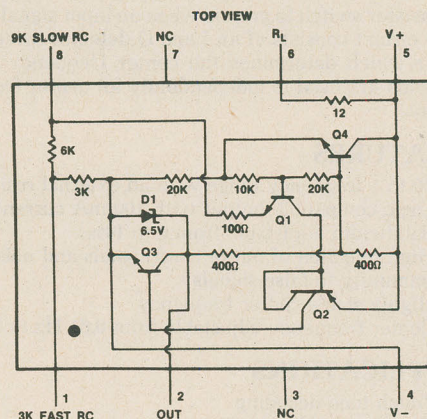 TOP VIEW
9K SLOW RC NC RL V+
8 7 6 5
12
Q4
6K
3K 20K 10K 20K
D1
Q1
6.5V 100Ω
Q3
400Ω 400Ω
Q2
1 2 3 4
3K FAST RC OUT NC V−